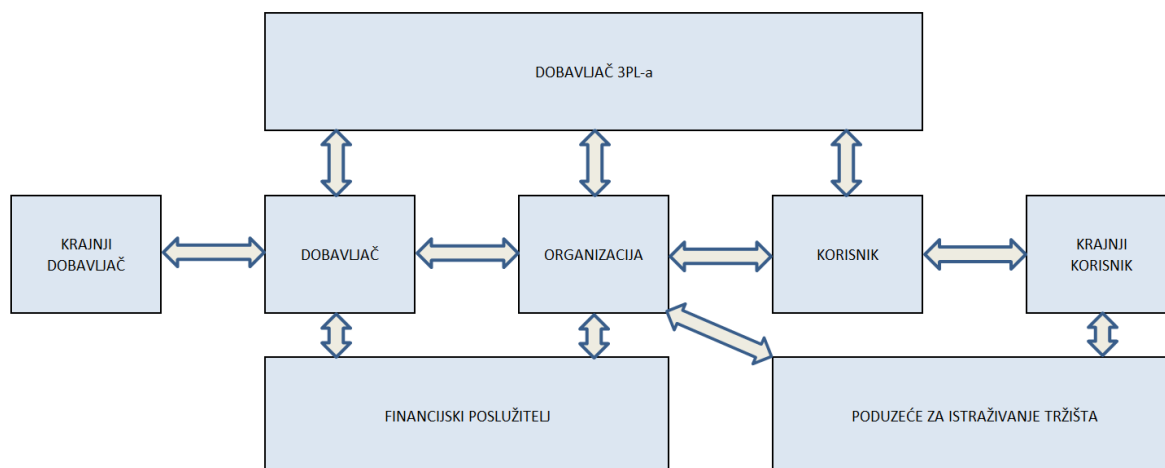 DOBAVLJAČ 3PL-a
KRAJNJI
DOBAVLJAČ
DOBAVLJAČ
ORGANIZACIJA
KORISNIK
KRAJNJI
KORISNIK
FINANCIJSKI POSLUŽITELJ
PODUZEĆE ZA ISTRAŽIVANJE TRŽIŠTA